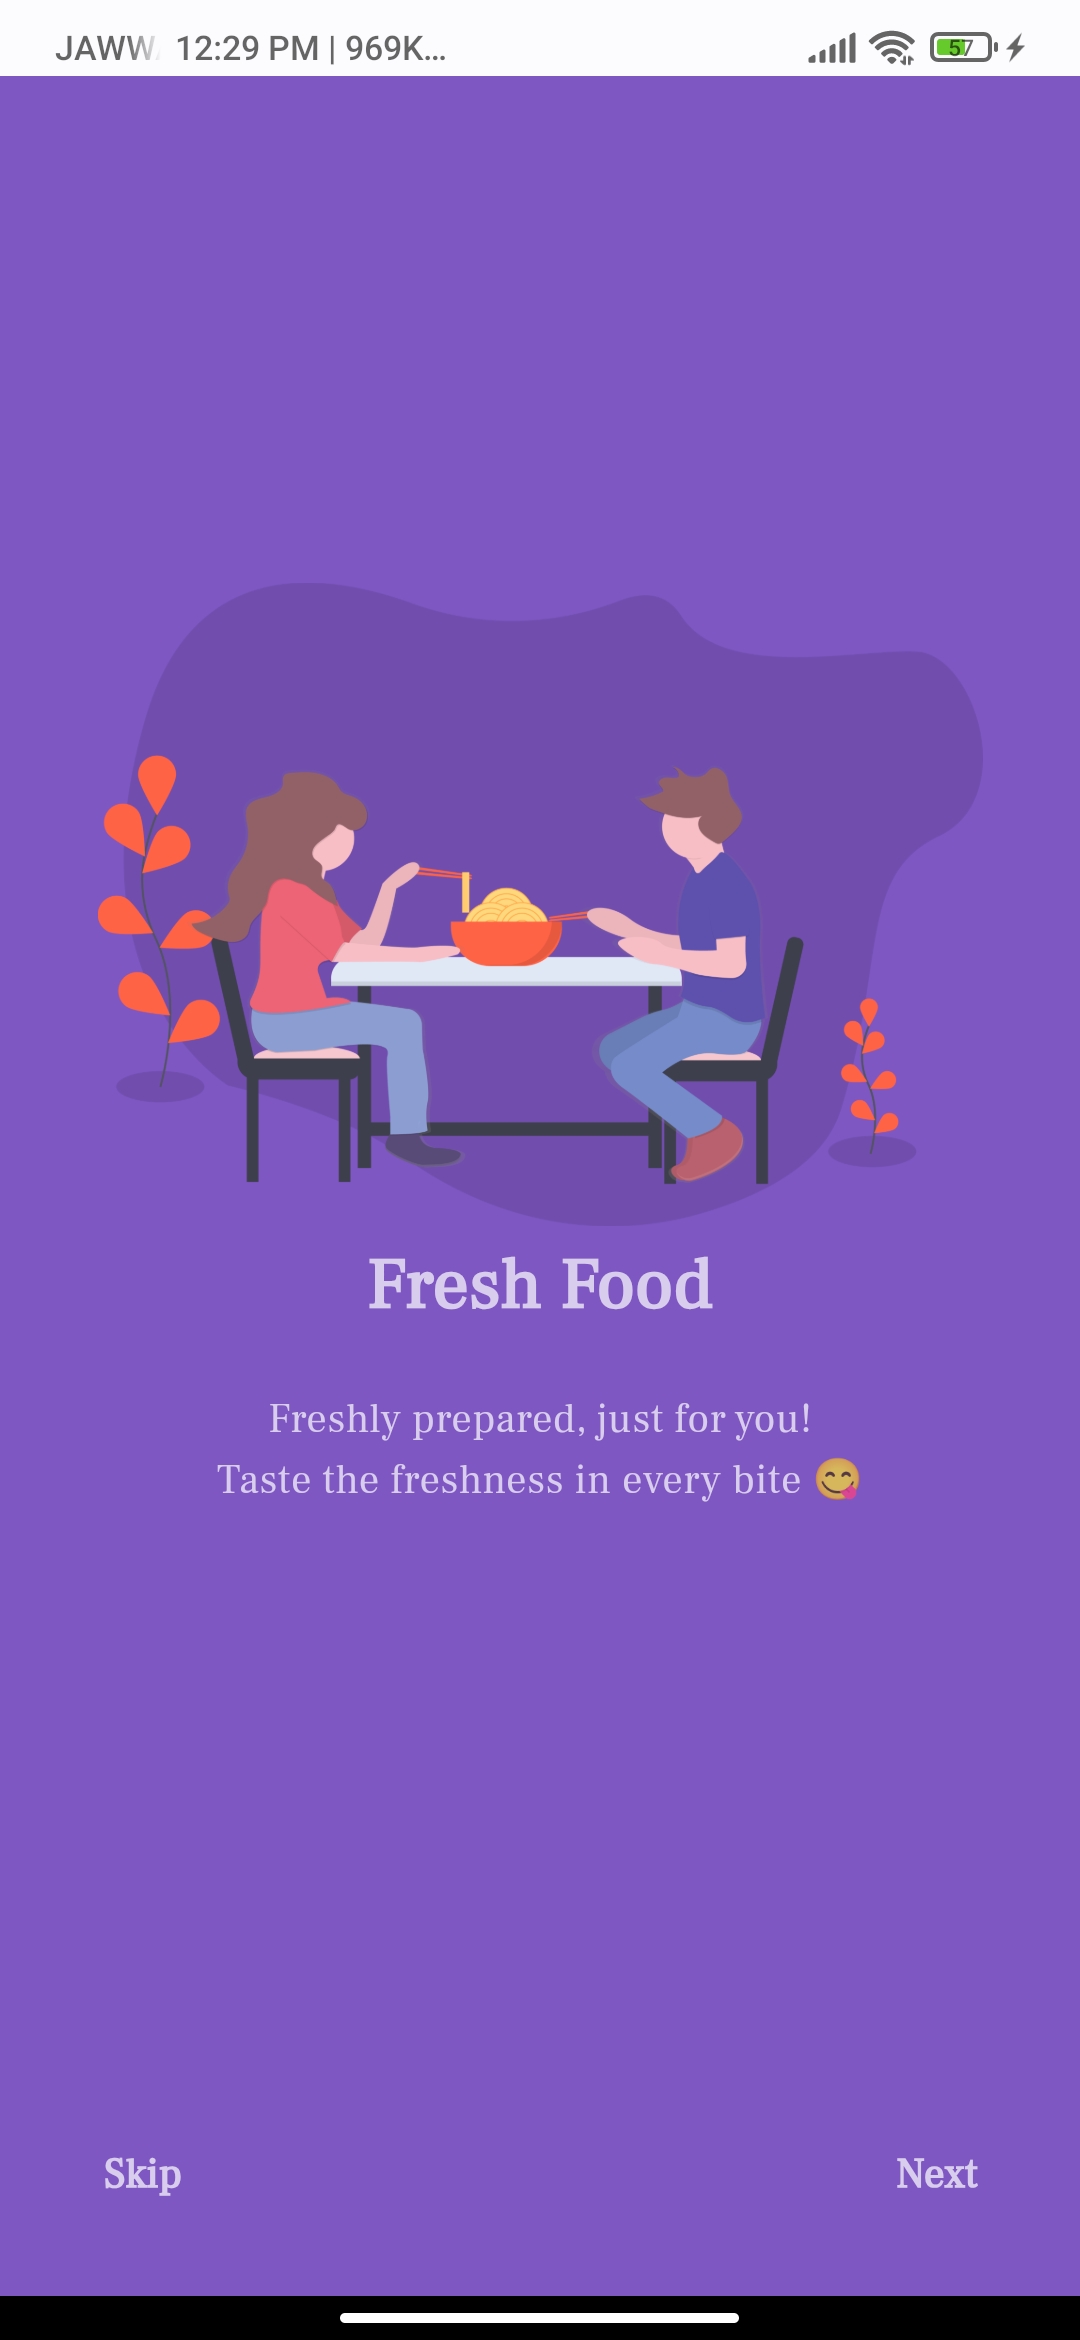 JAWW 12:29 PM | 969K...
57
Fresh Food
Freshly prepared, just for you!
Taste the freshness in every bite 😋
Skip
Next